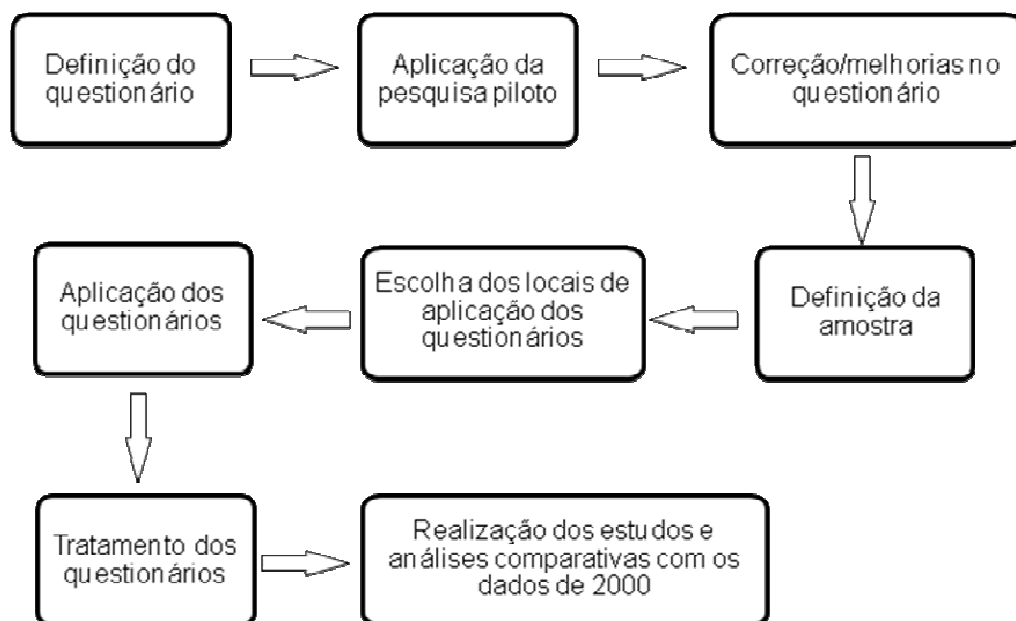 Definição do
questionário
Aplicação da
pesquisa piloto
Correção/melhorias no
questionário
Definição da
amostra
Escolha dos locais de
aplicação dos
questionários
Aplicação dos
questionários
Tratamento dos
questionários
Realização dos estudos e
análises comparativas com os
dados de 2000